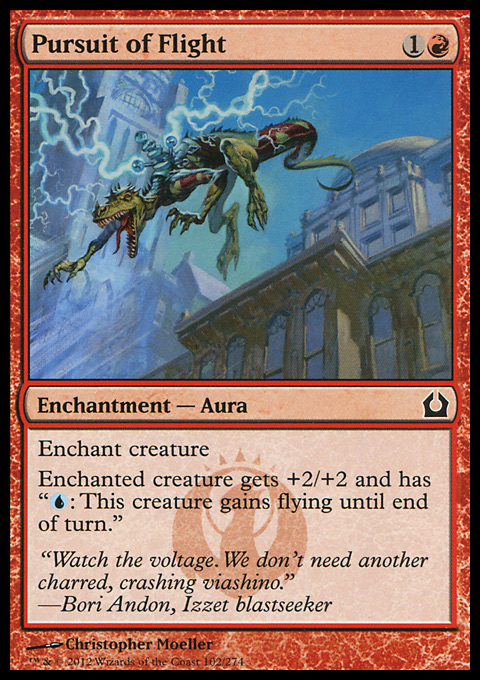 Pursuit of Flight 1
Enchantment — Aura
Enchant creature
Enchanted creature gets +2/+2 and has
“: This creature gains flying until end
of turn.”
“Watch the voltage. We don’t need another
charred, crashing viashino.”
—Bori Andon, Izzet blastseeker
Christopher Moeller
™ & © 2012 Wizards of the Coast 102/274